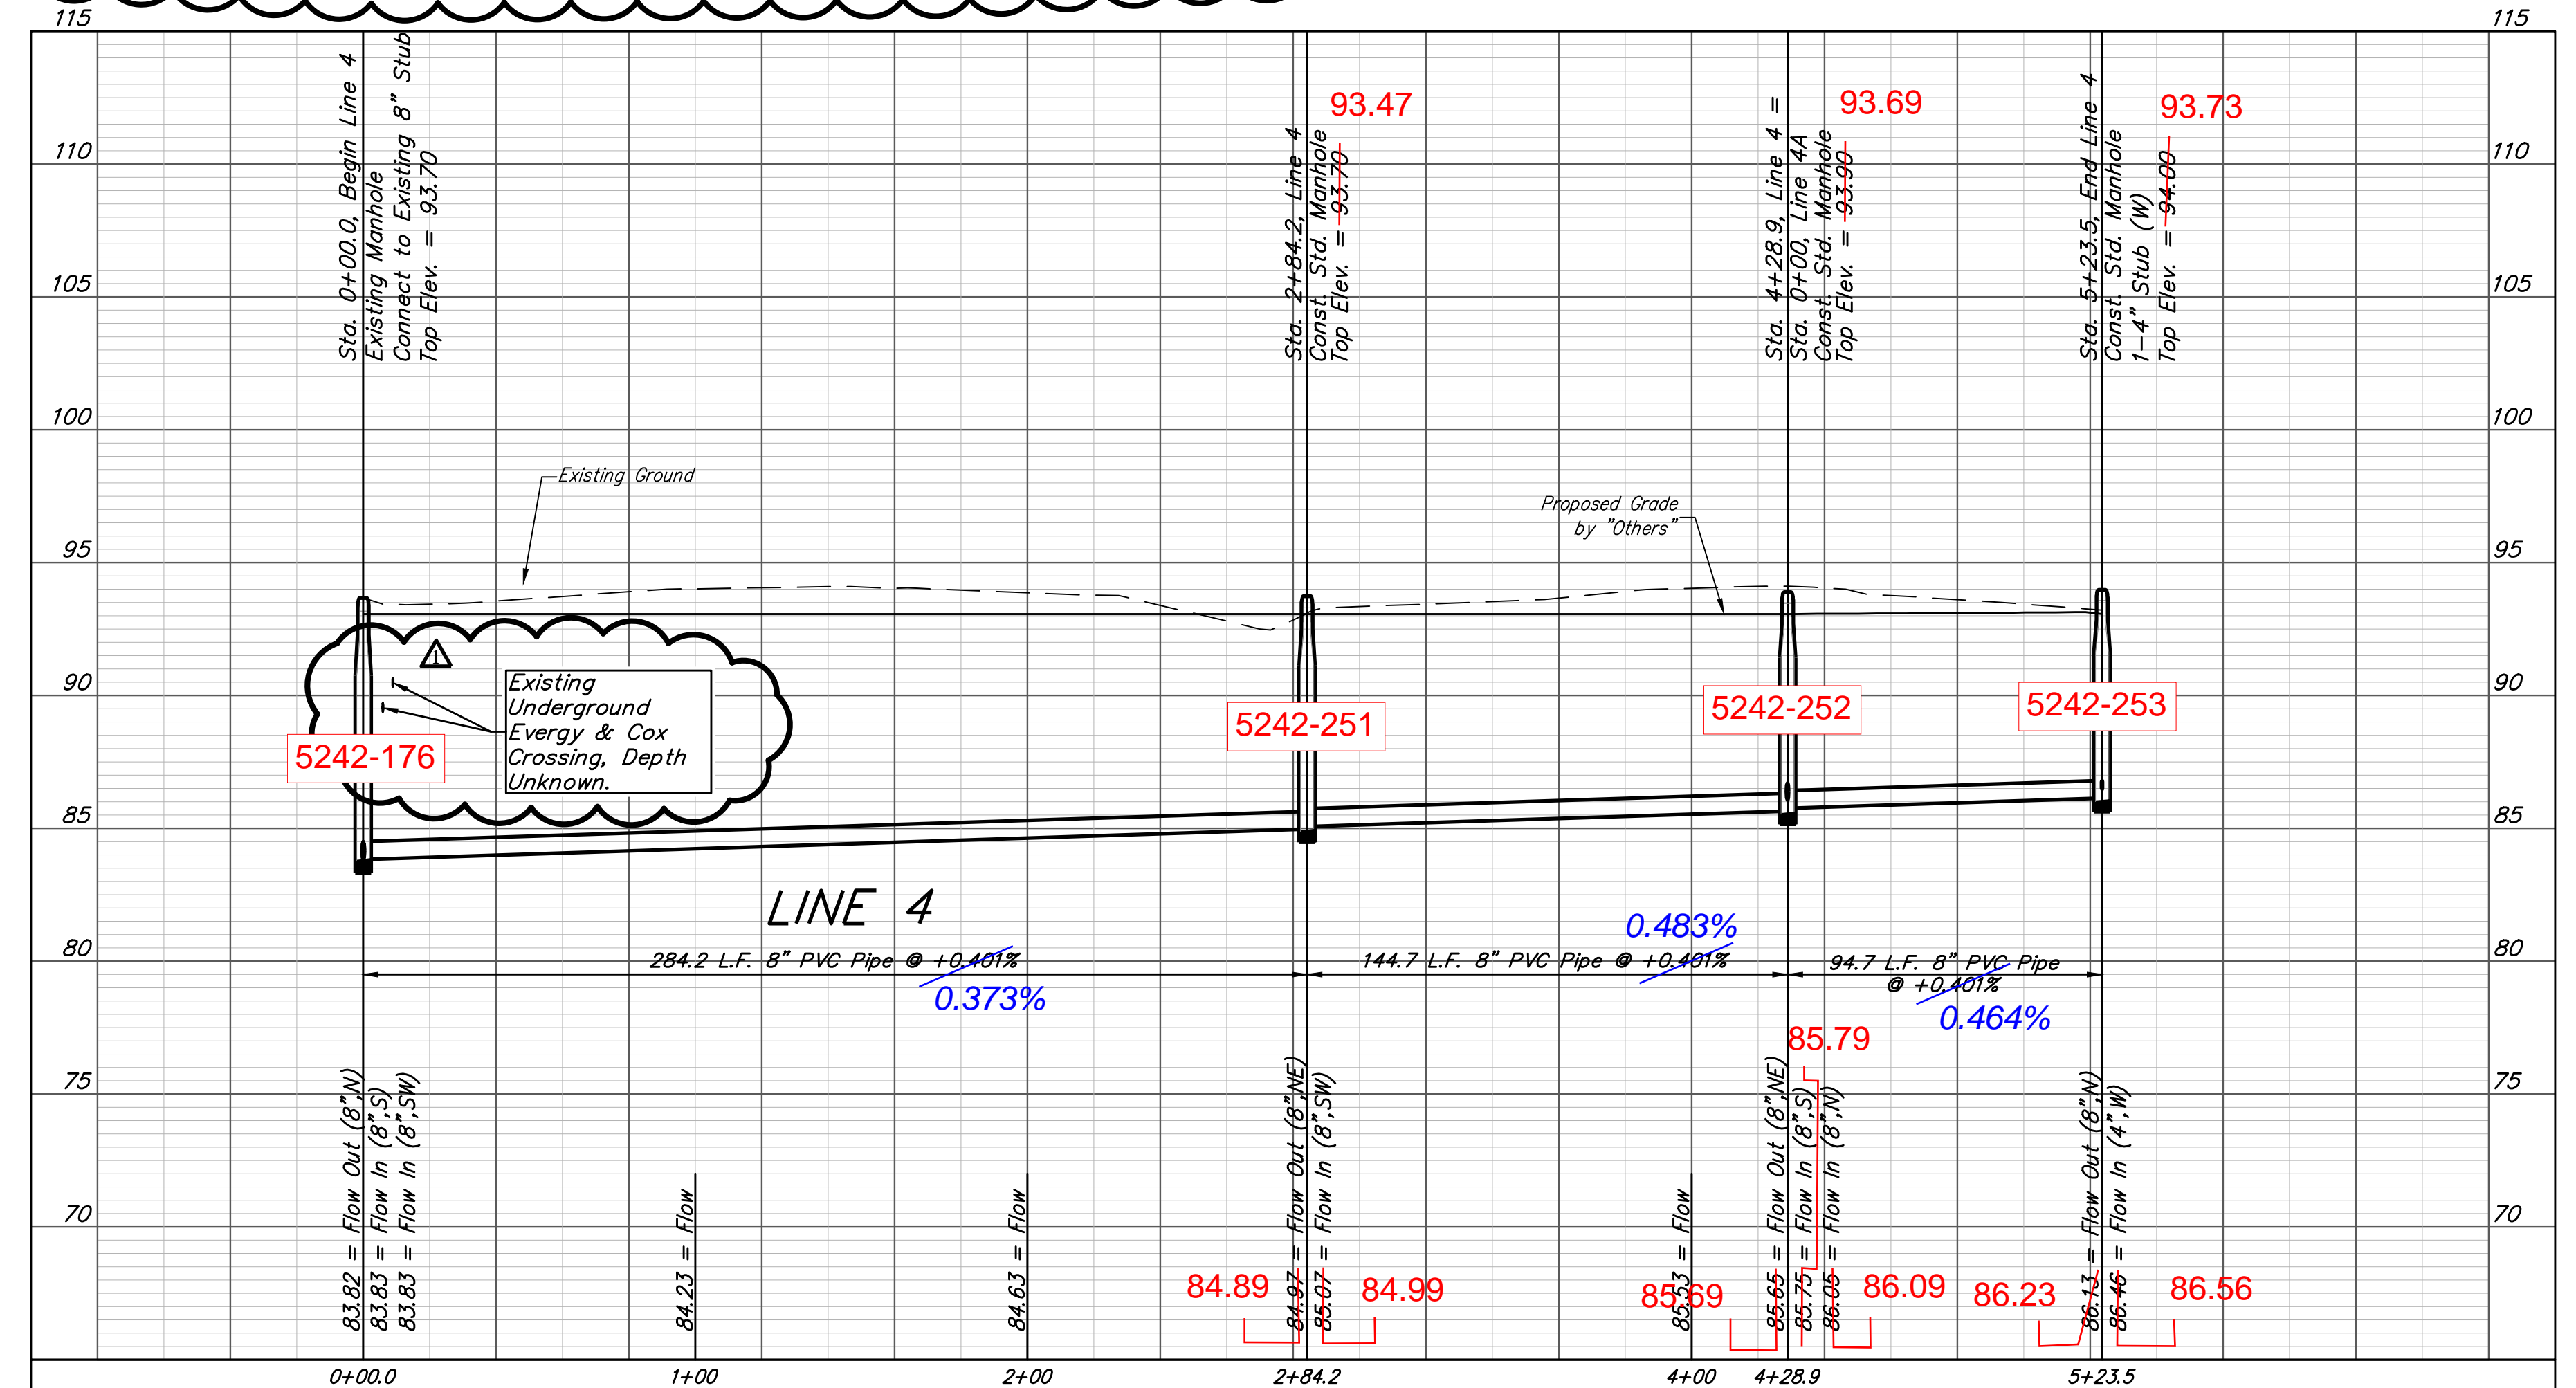 115
115
110
110
105
105
100
100
95
95
90
90
85
85
80
80
75
75
70
70
Sta. 0+00.0, Begin Line 4
Existing Manhole
Connect to Existing 8" Stub
Top Elev. = 93.70
Sta. 2+84.2, Line 4
Const. Std. Manhole
Top Elev. = 93.70
93.47
Sta. 4+28.9, Line 4 =
Sta. 0+00, Line 4A
Const. Std. Manhole
Top Elev. = 93.90
93.69
Sta. 5+23.5, End Line 4
Const. Std. Manhole
1-4" Stub (W)
Top Elev. = 94.00
93.73
Existing Ground
Proposed Grade
by "Others"
1
Existing
Underground
Evergy & Cox
Crossing, Depth
Unknown.
5242-176
5242-251
5242-252
5242-253
LINE 4
284.2 L.F. 8" PVC Pipe @ +0.401%
0.373%
144.7 L.F. 8" PVC Pipe @ +0.401%
0.483%
94.7 L.F. 8" PVC Pipe
@ +0.401%
0.464%
83.82 = Flow Out (8",N)
83.83 = Flow In (8",S)
83.83 = Flow In (8",SW)
84.23 = Flow
84.63 = Flow
84.97 = Flow Out (8",NE)
85.07 = Flow In (8",SW)
84.89
84.99
85.53 = Flow
85.65 = Flow Out (8",NE)
85.75 = Flow In (8",S)
86.05 = Flow In (8",N)
85.69
85.79
86.09
86.13 = Flow Out (8",N)
86.46 = Flow In (4",W)
86.23
86.56
0+00.0
1+00
2+00
2+84.2
4+00
4+28.9
5+23.5